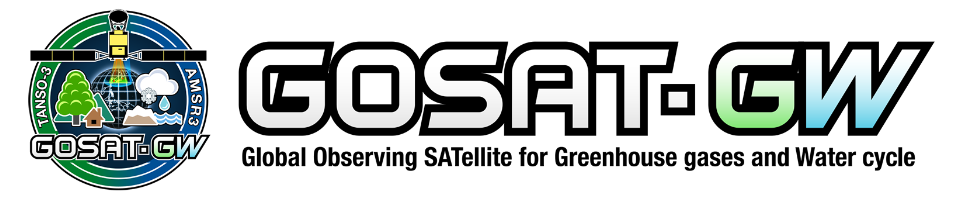 TANSO-3
AMSR3
GOSAT-GW
GOSAT-GW
Global Observing SATellite for Greenhouse gases and Water cycle